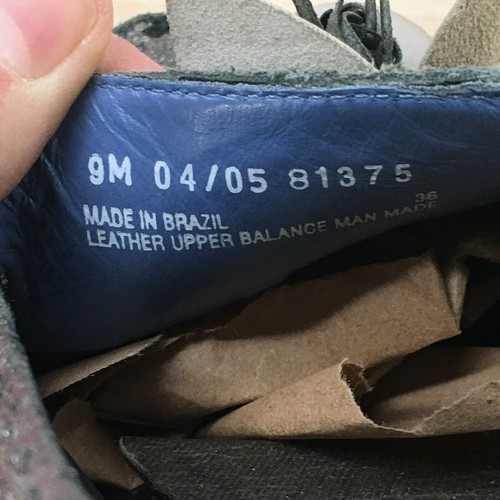 9M 04/05 81375
36
MADE IN BRAZIL
LEATHER UPPER BALANCE MAN MADE